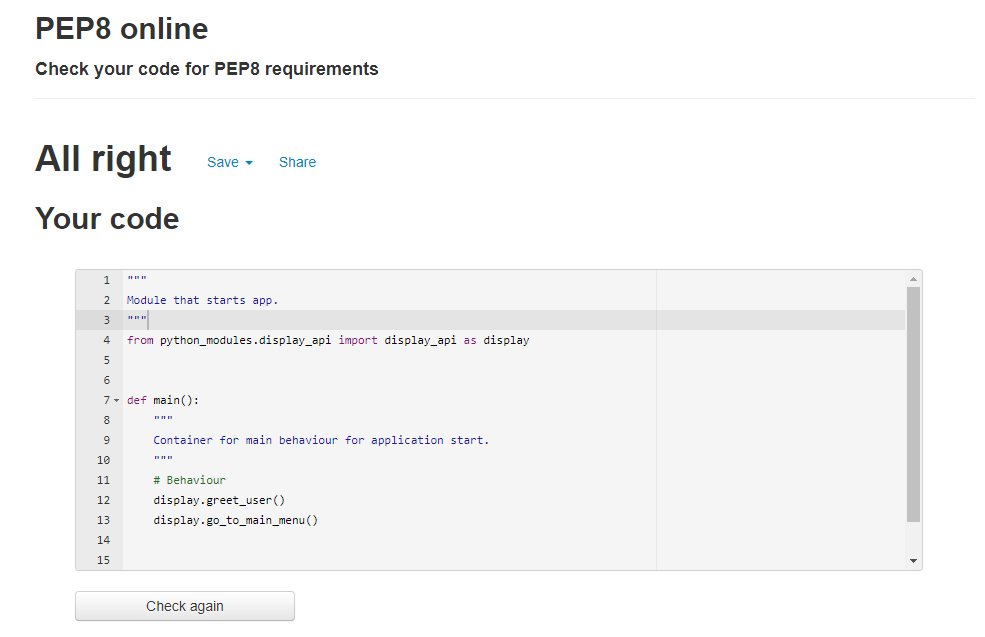 PEP8 online
Check your code for PEP8 requirements
All right Save Share
Your code
1 """
2 Module that starts app.
3 """
4 from python_modules.display_api import display_api as display
5
6
7 def main():
8     """
9     Container for main behaviour for application start.
10     """
11     # Behaviour
12     display.greet_user()
13     display.go_to_main_menu()
14
15
Check again